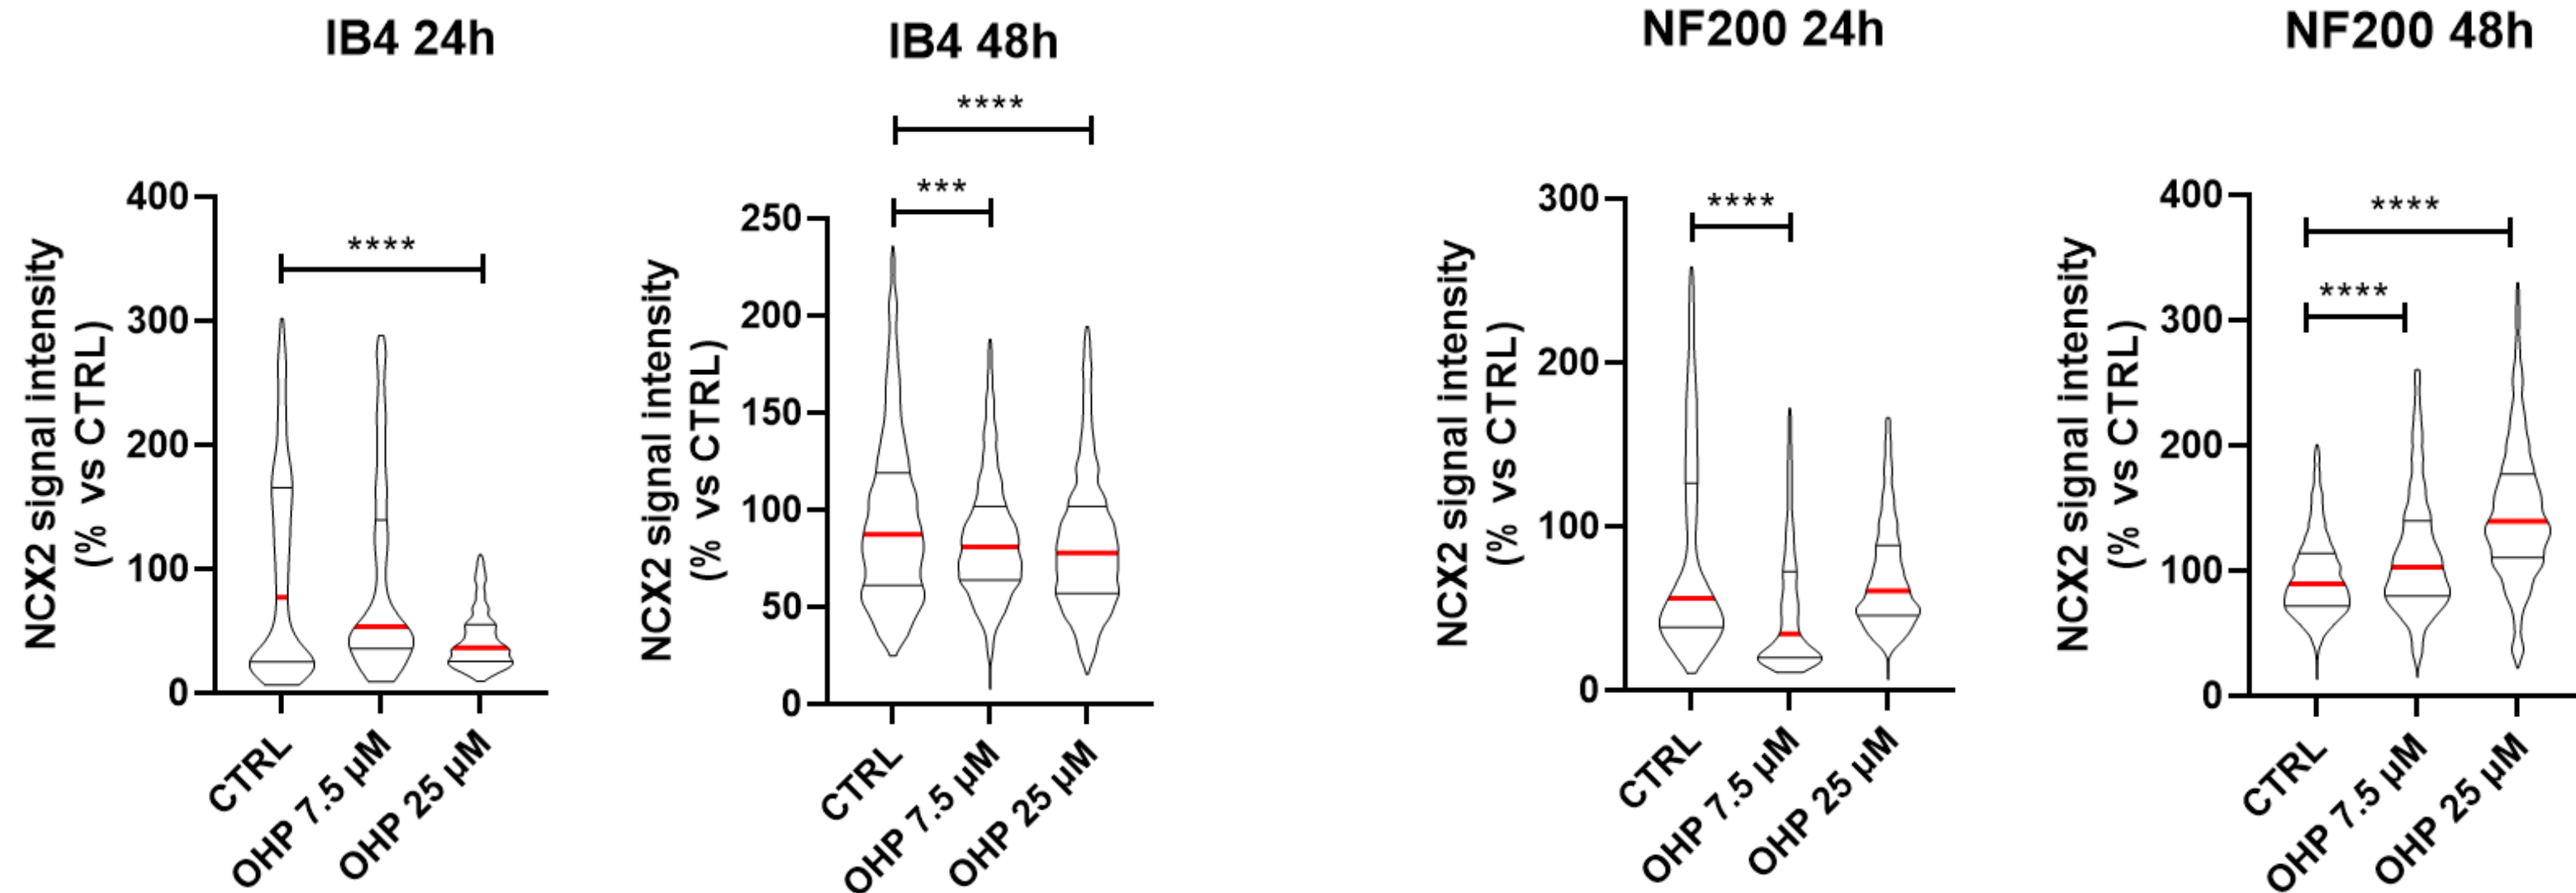 IB4 24h
NCX2 signal intensity
(% vs CTRL)
400
300
200
100
0
****
CTRL
OHP 7.5 µM
OHP 25 µM
IB4 48h
NCX2 signal intensity
(% vs CTRL)
250
200
150
100
50
0
****
***
CTRL
OHP 7.5 µM
OHP 25 µM
NF200 24h
NCX2 signal intensity
(% vs CTRL)
300
200
100
0
****
CTRL
OHP 7.5 µM
OHP 25 µM
NF200 48h
NCX2 signal intensity
(% vs CTRL)
400
300
200
100
0
****
****
CTRL
OHP 7.5 µM
OHP 25 µM